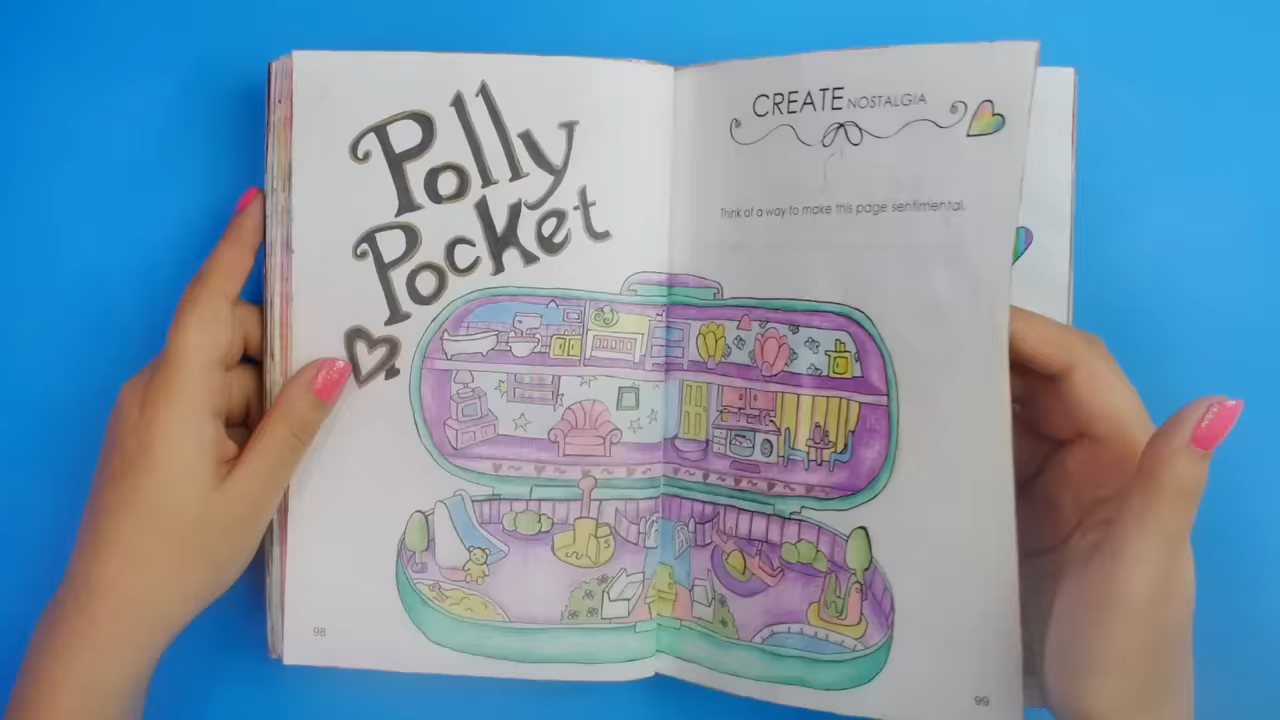 Polly
Pocket
98
CREATE NOSTALGIA
Think of a way to make this page sentimental.
99